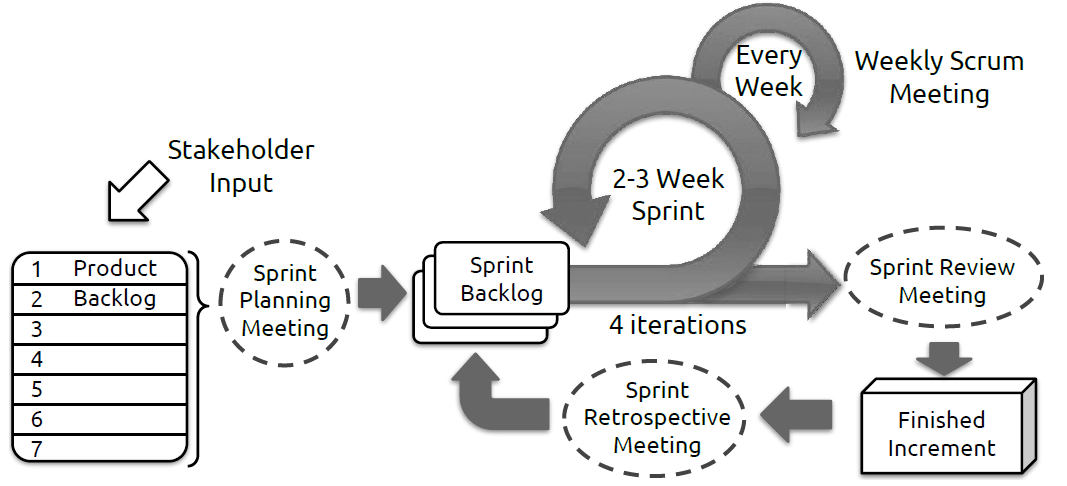 Every
Week
Weekly Scrum
Meeting
Stakeholder
Input
2-3 Week
Sprint
1 Product
2 Backlog
3
4
5
6
7
Sprint
Planning
Meeting
Sprint
Backlog
4 iterations
Sprint Review
Meeting
Finished
Increment
Sprint
Retrospective
Meeting